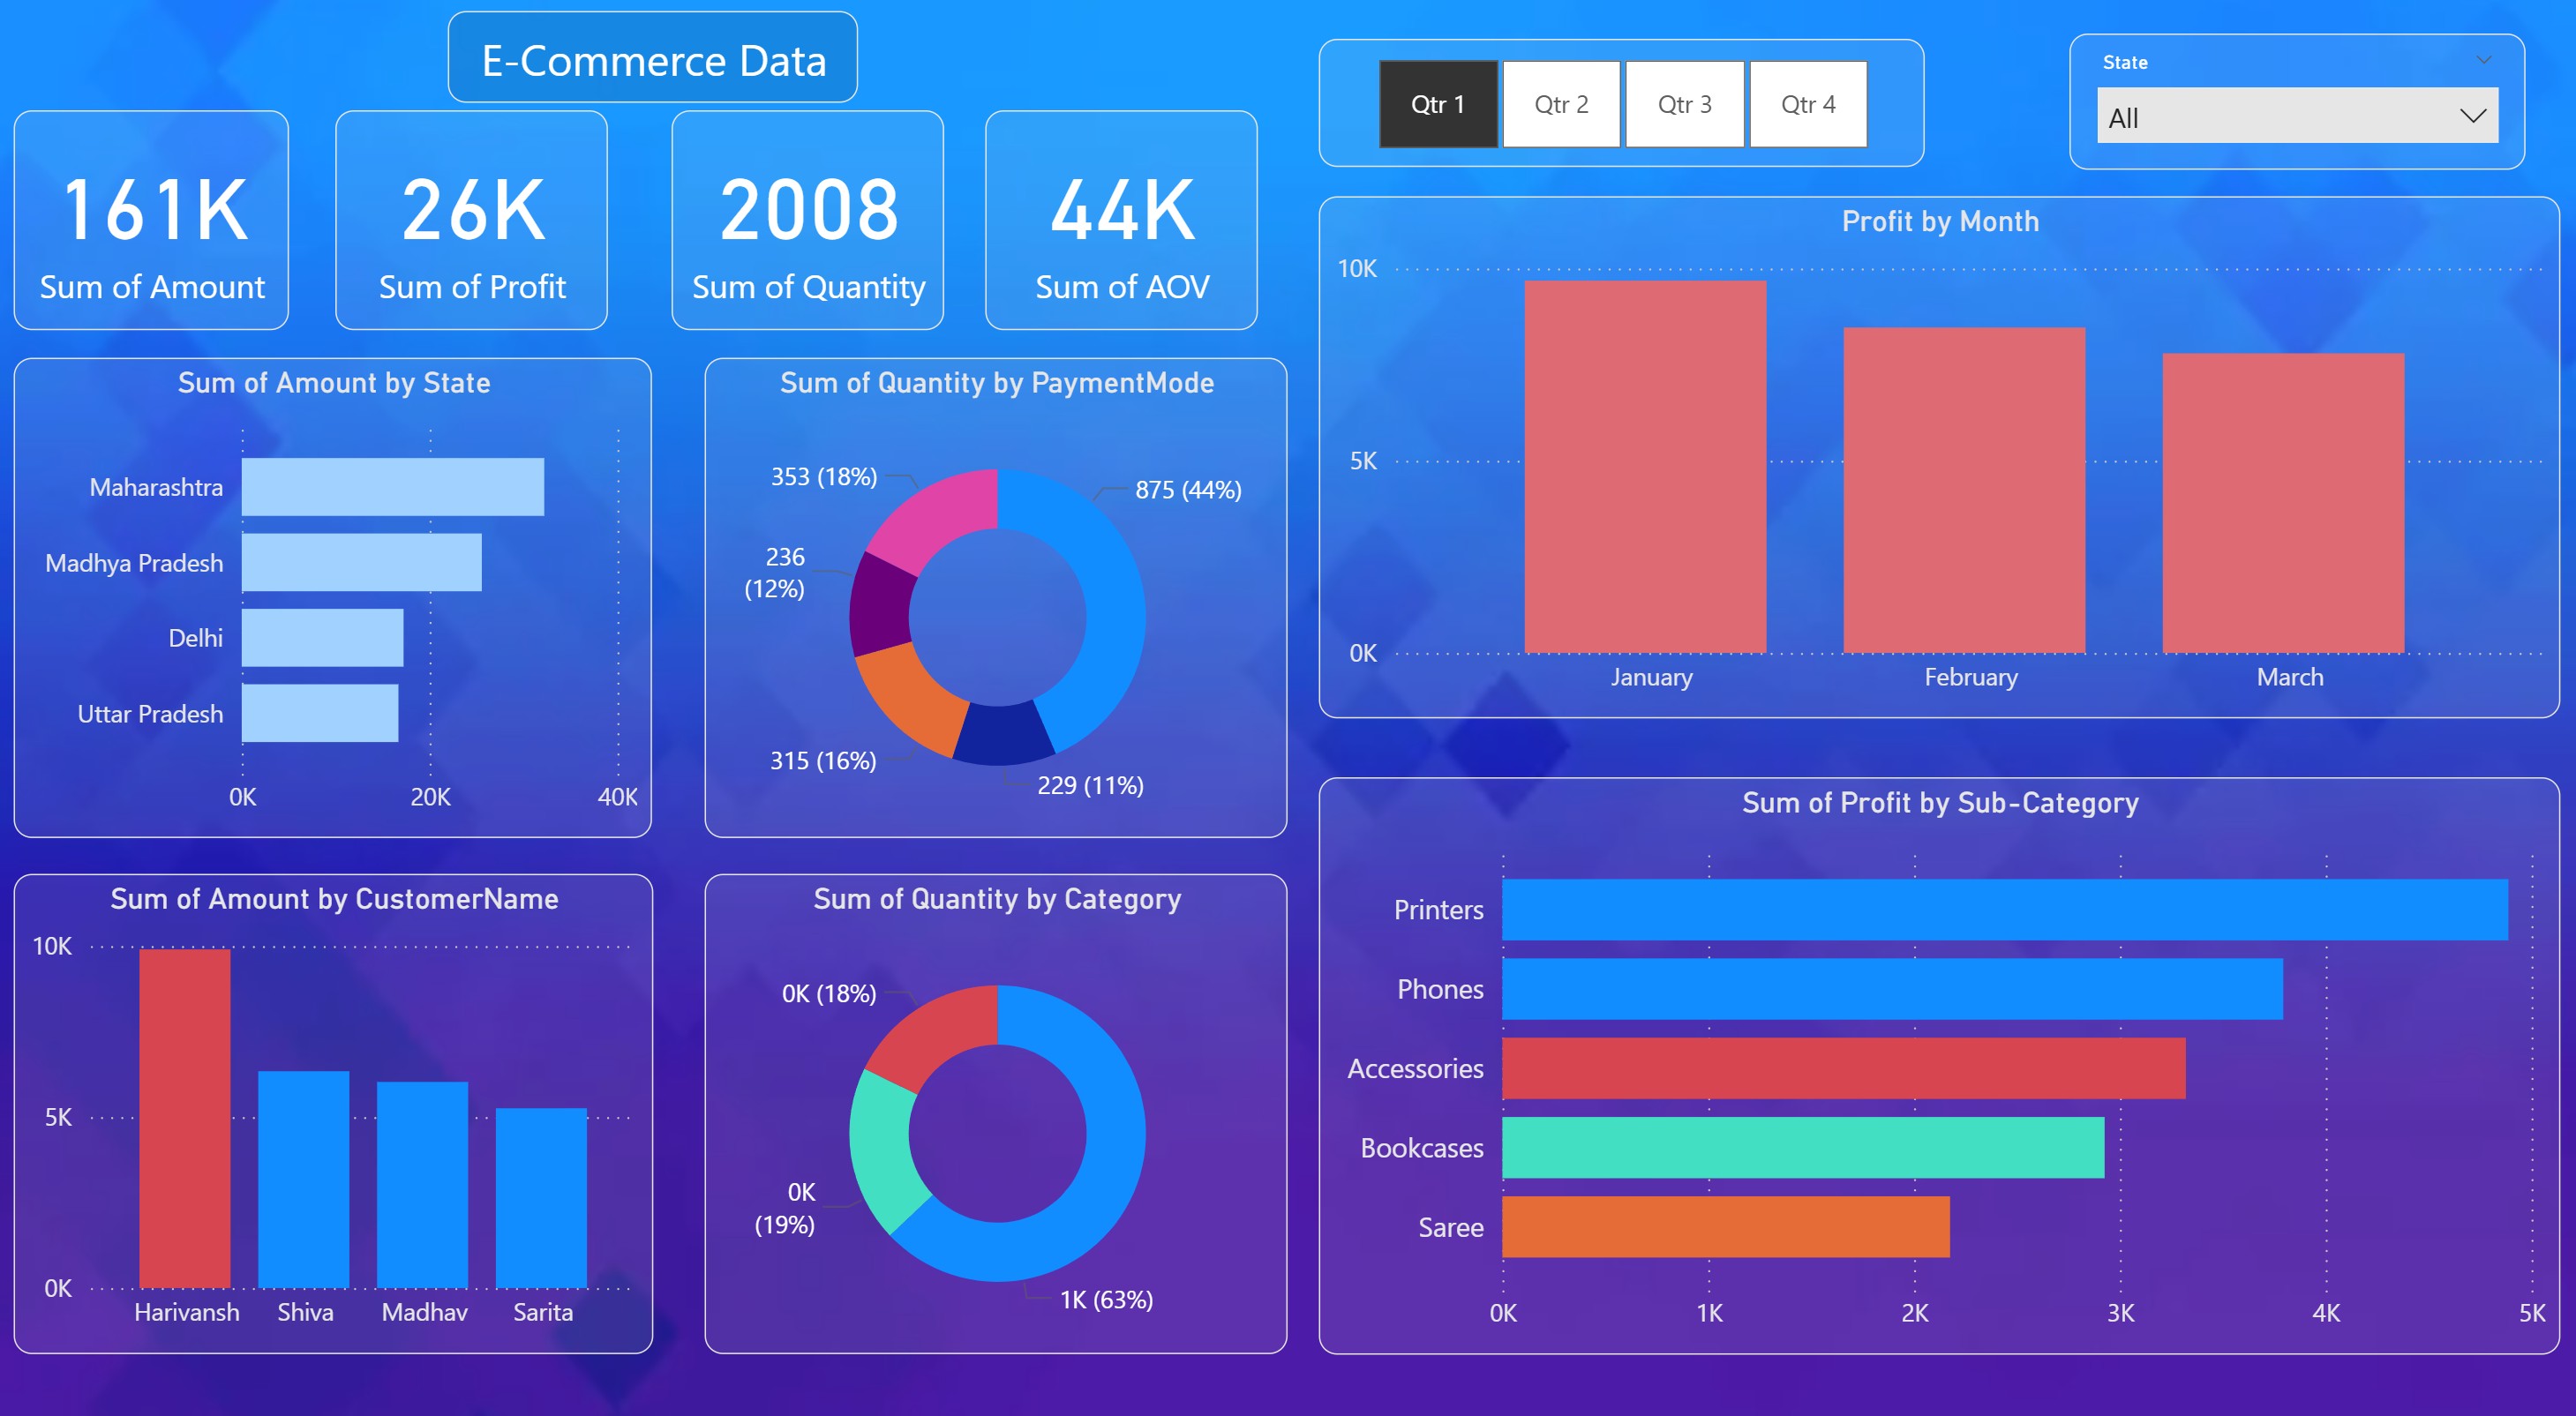 E-Commerce Data
Qtr 1
Qtr 2
Qtr 3
Qtr 4
State
All
161K
Sum of Amount
26K
Sum of Profit
2008
Sum of Quantity
44K
Sum of AOV
Sum of Amount by State
Maharashtra
Madhya Pradesh
Delhi
Uttar Pradesh
0K 20K 40K
Sum of Quantity by PaymentMode
353 (18%)
875 (44%)
236
(12%)
315 (16%)
229 (11%)
Profit by Month
10K
5K
0K
January February March
Sum of Amount by CustomerName
10K
5K
0K
Harivansh Shiva Madhav Sarita
Sum of Quantity by Category
0K (18%)
0K
(19%)
1K (63%)
Sum of Profit by Sub-Category
Printers
Phones
Accessories
Bookcases
Saree
0K 1K 2K 3K 4K 5K